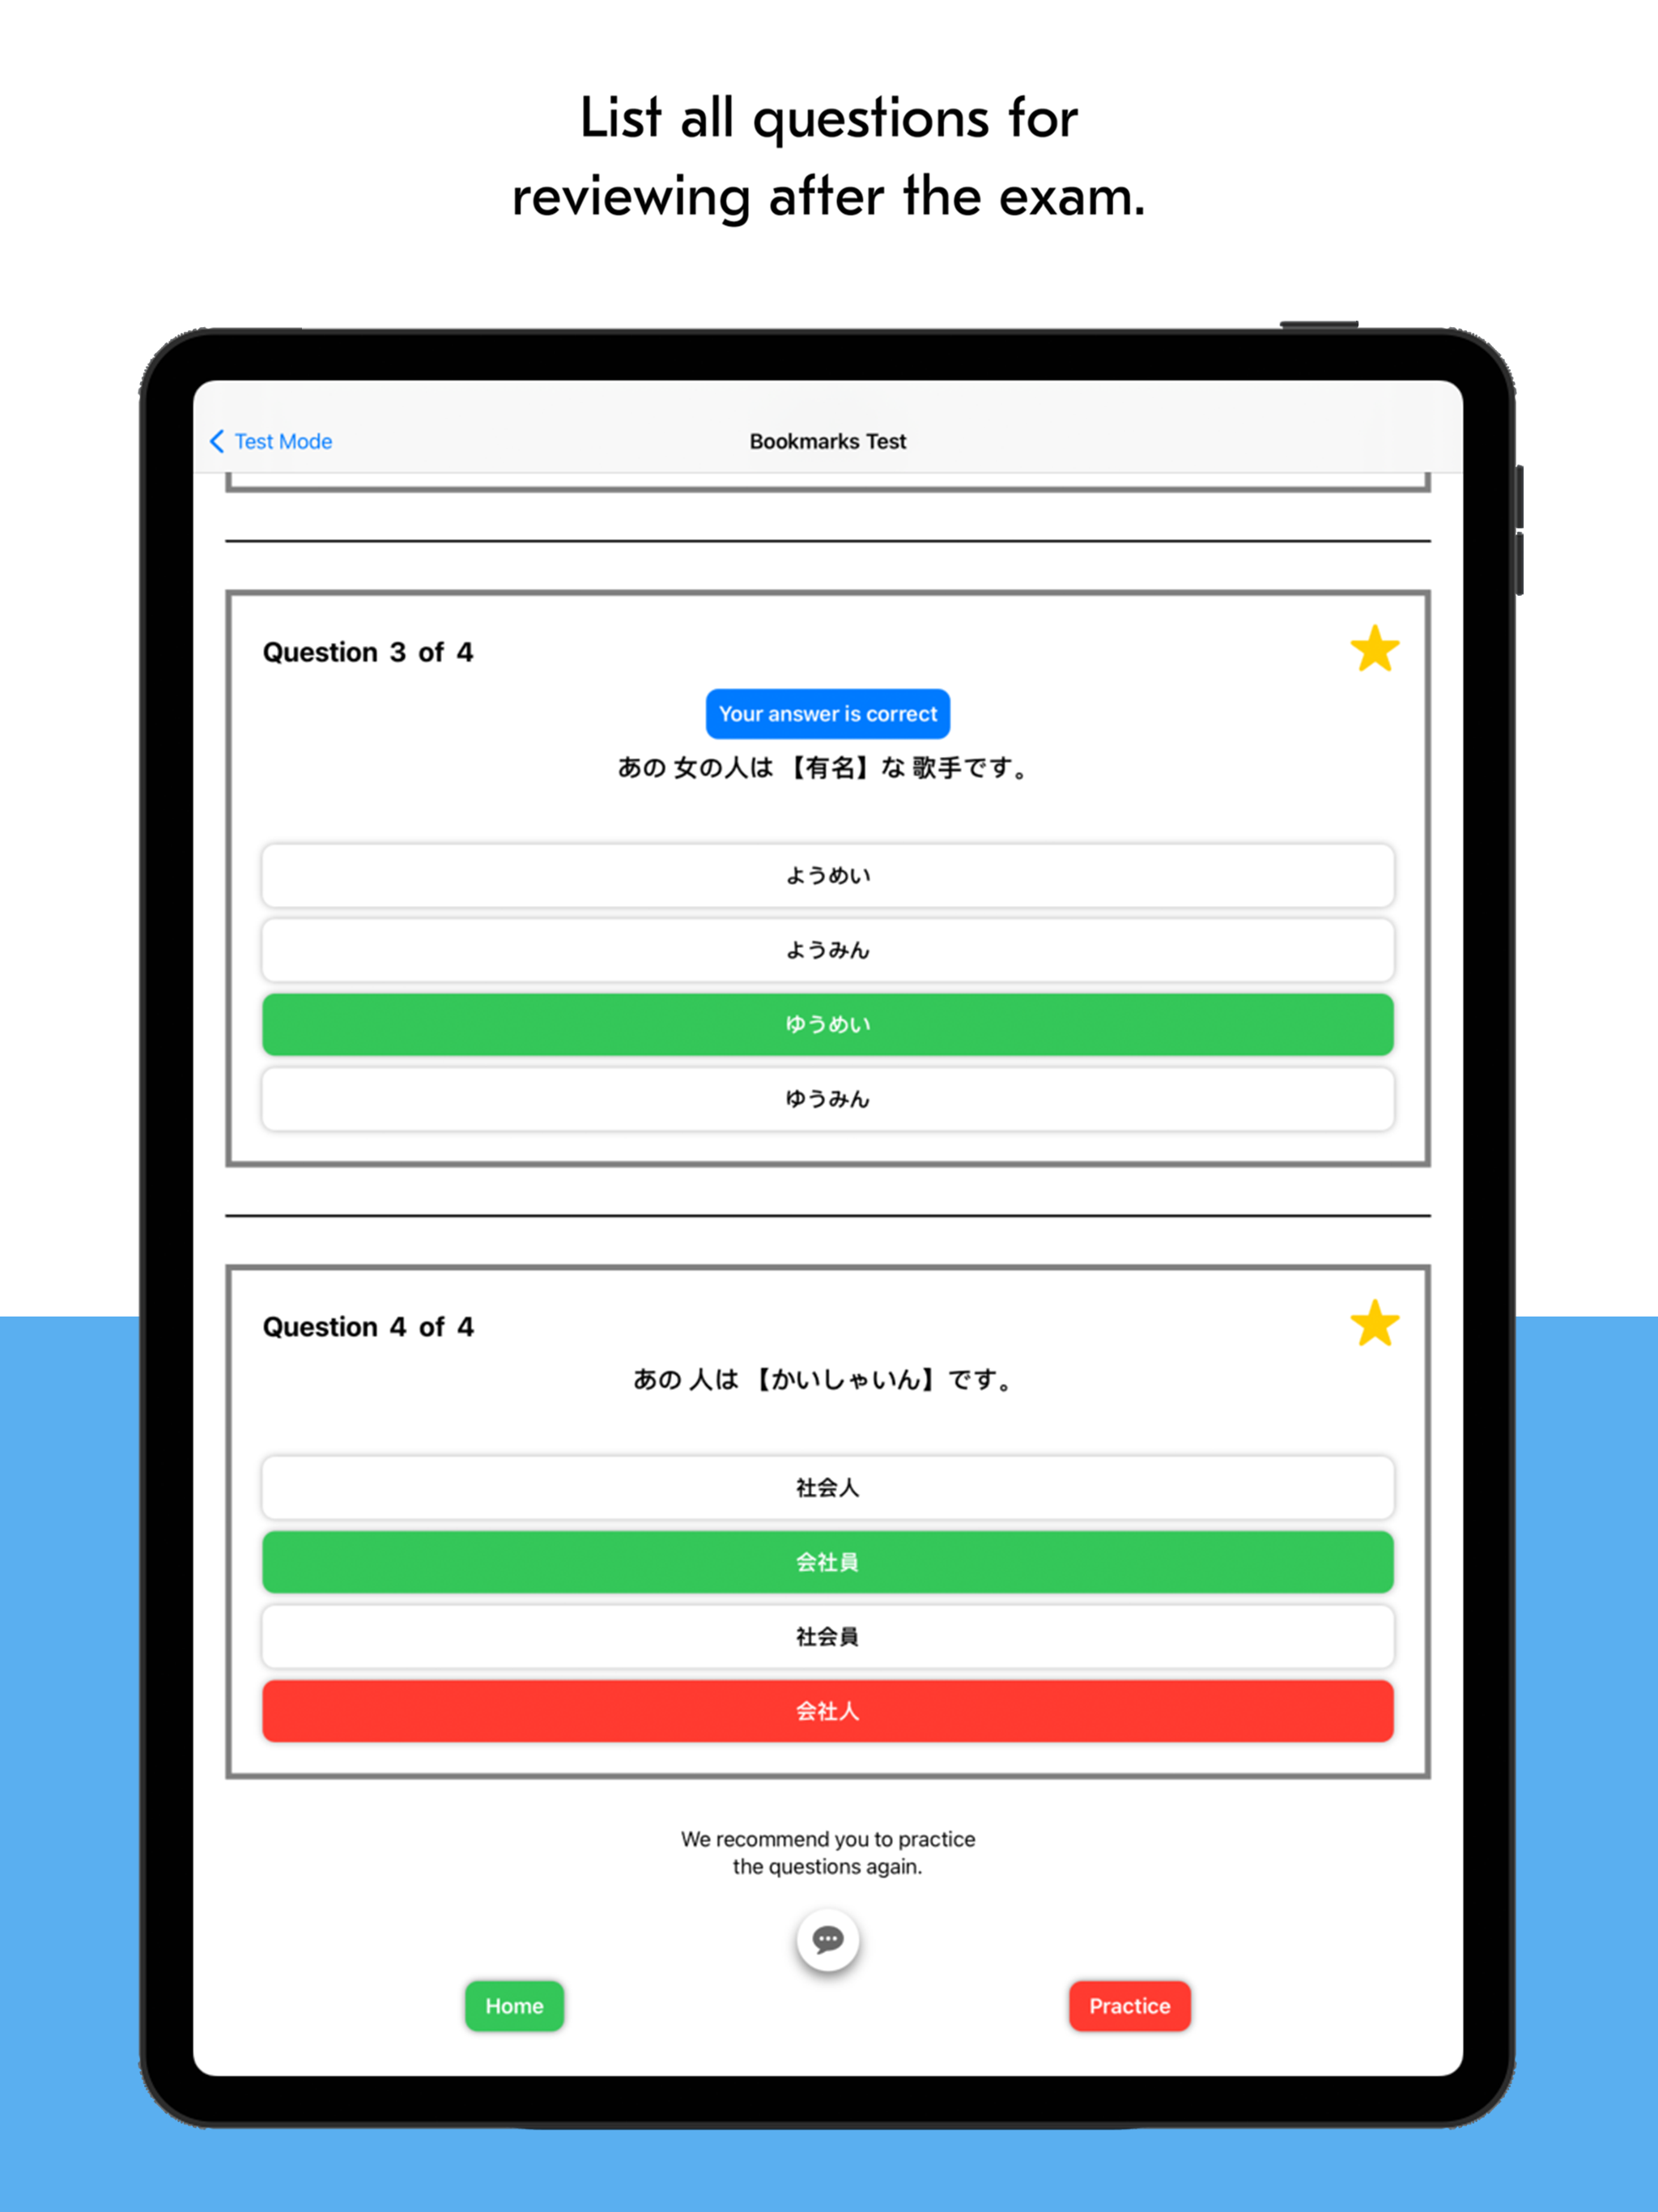 List all questions for
reviewing after the exam.
Test Mode
Bookmarks Test
Question 3 of 4
Your answer is correct
あの 女の人は 【有名】な 歌手です。
ようめい
ようみん
ゆうめい
ゆうみん
Question 4 of 4
あの 人は 【かいしゃいん】です。
社会人
会社員
社会員
会社人
We recommend you to practice
the questions again.
Home
Practice